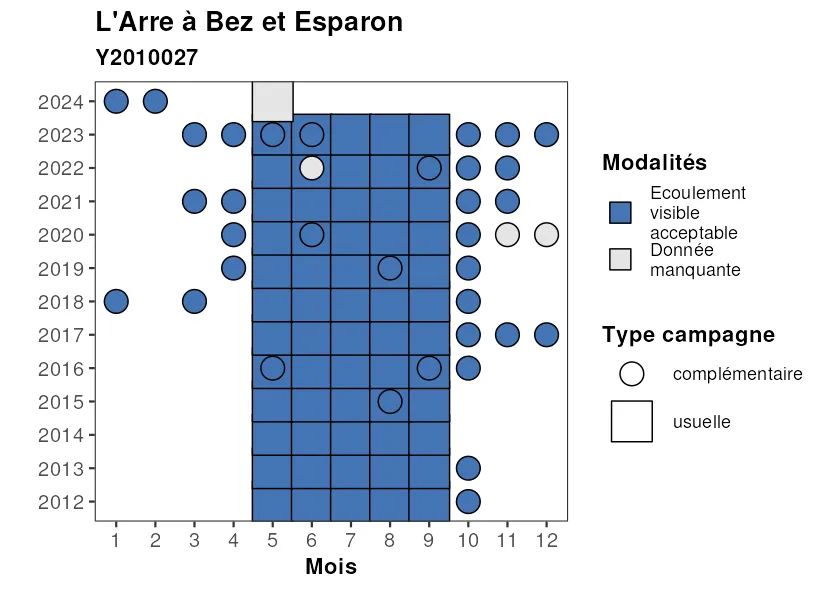 L'Arre à Bez et Esparon
Y2010027
2024
2023
2022
2021
2020
2019
2018
2017
2016
2015
2014
2013
2012
1 2 3 4 5 6 7 8 9 10 11 12
Mois
Modalités
Ecoulement
visible
acceptable
Donnée
manquante
Type campagne
complémentaire
usuelle